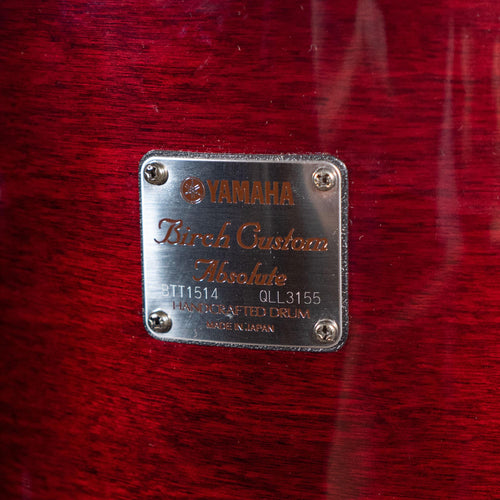 YAMAHA
Birch Custom
Absolute
BTT1514 QLL3155
HANDCRAFTED DRUM
MADE IN JAPAN